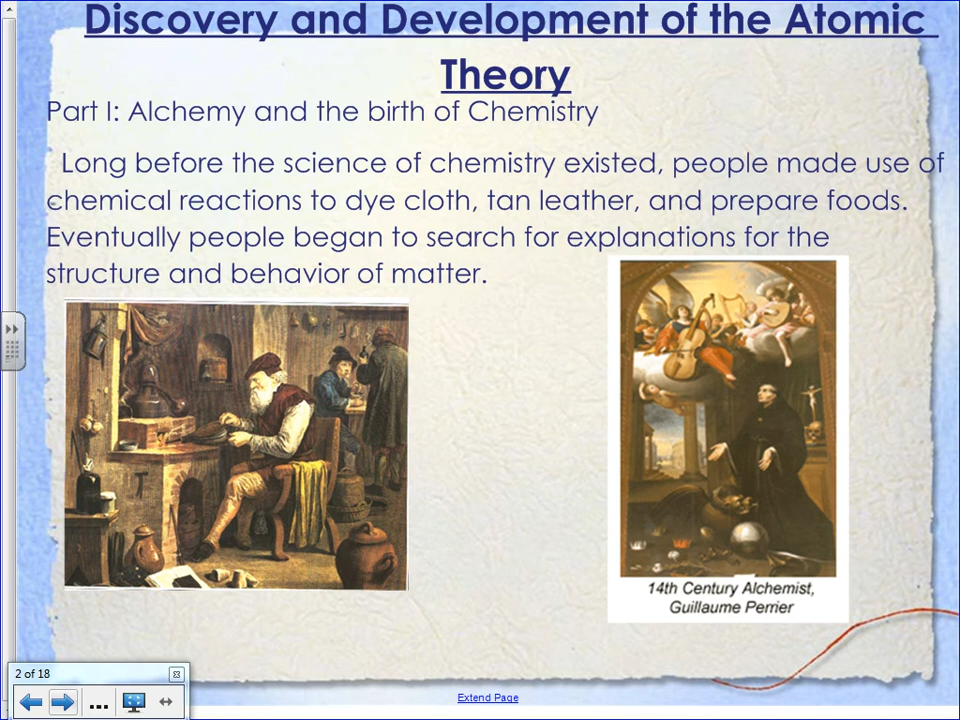 Discovery and Development of the Atomic
Theory
Part I: Alchemy and the birth of Chemistry
Long before the science of chemistry existed, people made use of
chemical reactions to dye cloth, tan leather, and prepare foods.
Eventually people began to search for explanations for the
structure and behavior of matter.
14th Century Alchemist,
Guillaume Perrier
2 of 18
Extend Page